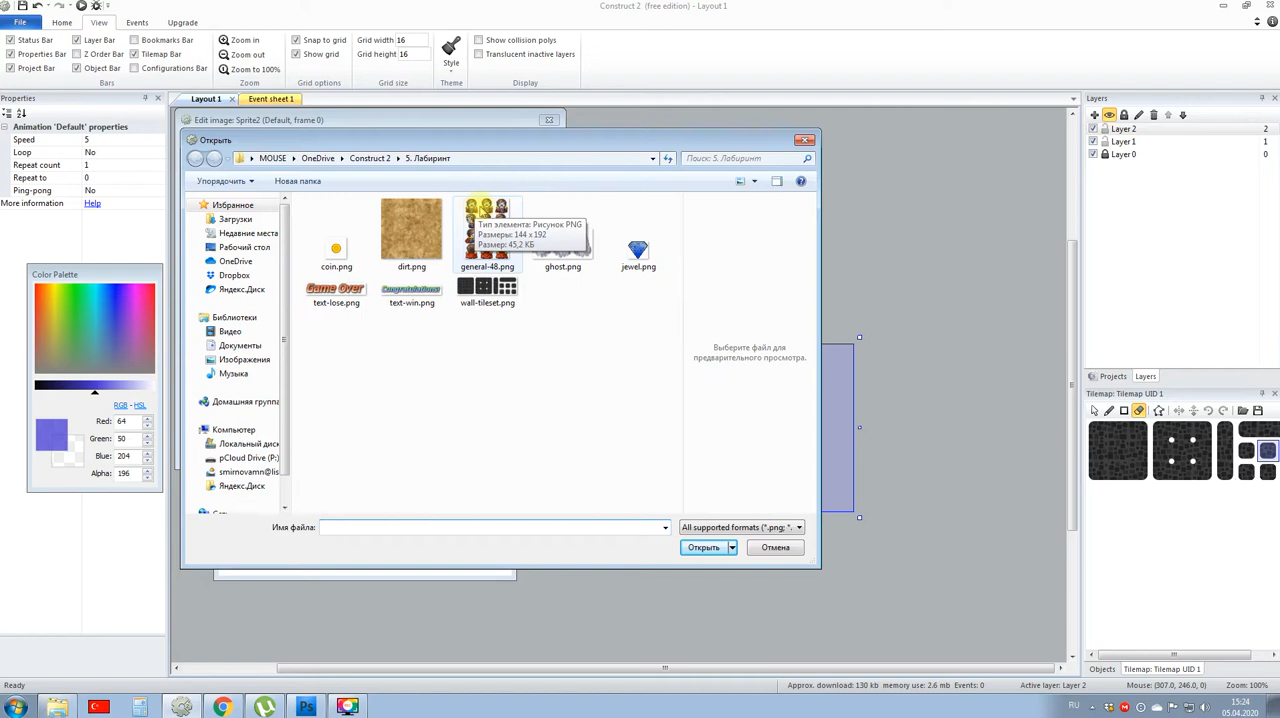 Construct 2 (free edition) - Layout 1
File Home View Events Upgrade
Status Bar Layer Bar Bookmarks Bar Zoom in Snap to grid Grid width 16 Show collision polys
Properties Bar Z Order Bar Tilemap Bar Zoom out Show grid Grid height 16 Translucent inactive layers
Project Bar Object Bar Configurations Bar Zoom to 100% Style
Bars Zoom Grid options Grid size Theme Display
Properties
Layout 1 Event sheet 1
Layers
Animation 'Default' properties
Speed 5
Loop No
Repeat count 1
Repeat to 0
Ping-pong No
More information Help
Edit image: Sprite2 (Default, frame 0)
Открыть
MOUSE OneDrive Construct 2 5. Лабиринт
Поиск: 5. Лабиринт
Упорядочить Новая папка
Избранное
Загрузки
Недавние места
Рабочий стол
OneDrive
Dropbox
Яндекс.Диск
Библиотеки
Видео
Документы
Изображения
Музыка
Домашняя группа
Компьютер
Локальный диск
pCloud Drive (P:)
smirnovamn@lis
Яндекс.Диск
Тип элемента: Рисунок PNG
Размеры: 144 x 192
Размер: 45,2 КБ
coin.png dirt.png general-48.png ghost.png jewel.png
Game Over Congratulations!
text-lose.png text-win.png wall-tileset.png
Выберите файл для
предварительного просмотра.
Имя файла: All supported formats (*.png; *.
Открыть Отмена
Color Palette
RGB - HSL
Red: 64
Green: 50
Blue: 204
Alpha: 196
Layer 2 2
Layer 1 1
Layer 0 0
Projects Layers
Tilemap: Tilemap UID 1
Objects Tilemap: Tilemap UID 1
Ready Approx. download: 130 kb memory use: 2.6 mb Events: 0 Active layer: Layer 2 Mouse: (307.0, 246.0, 0) Zoom: 100%
Ps
RU
15:24
05.04.2020